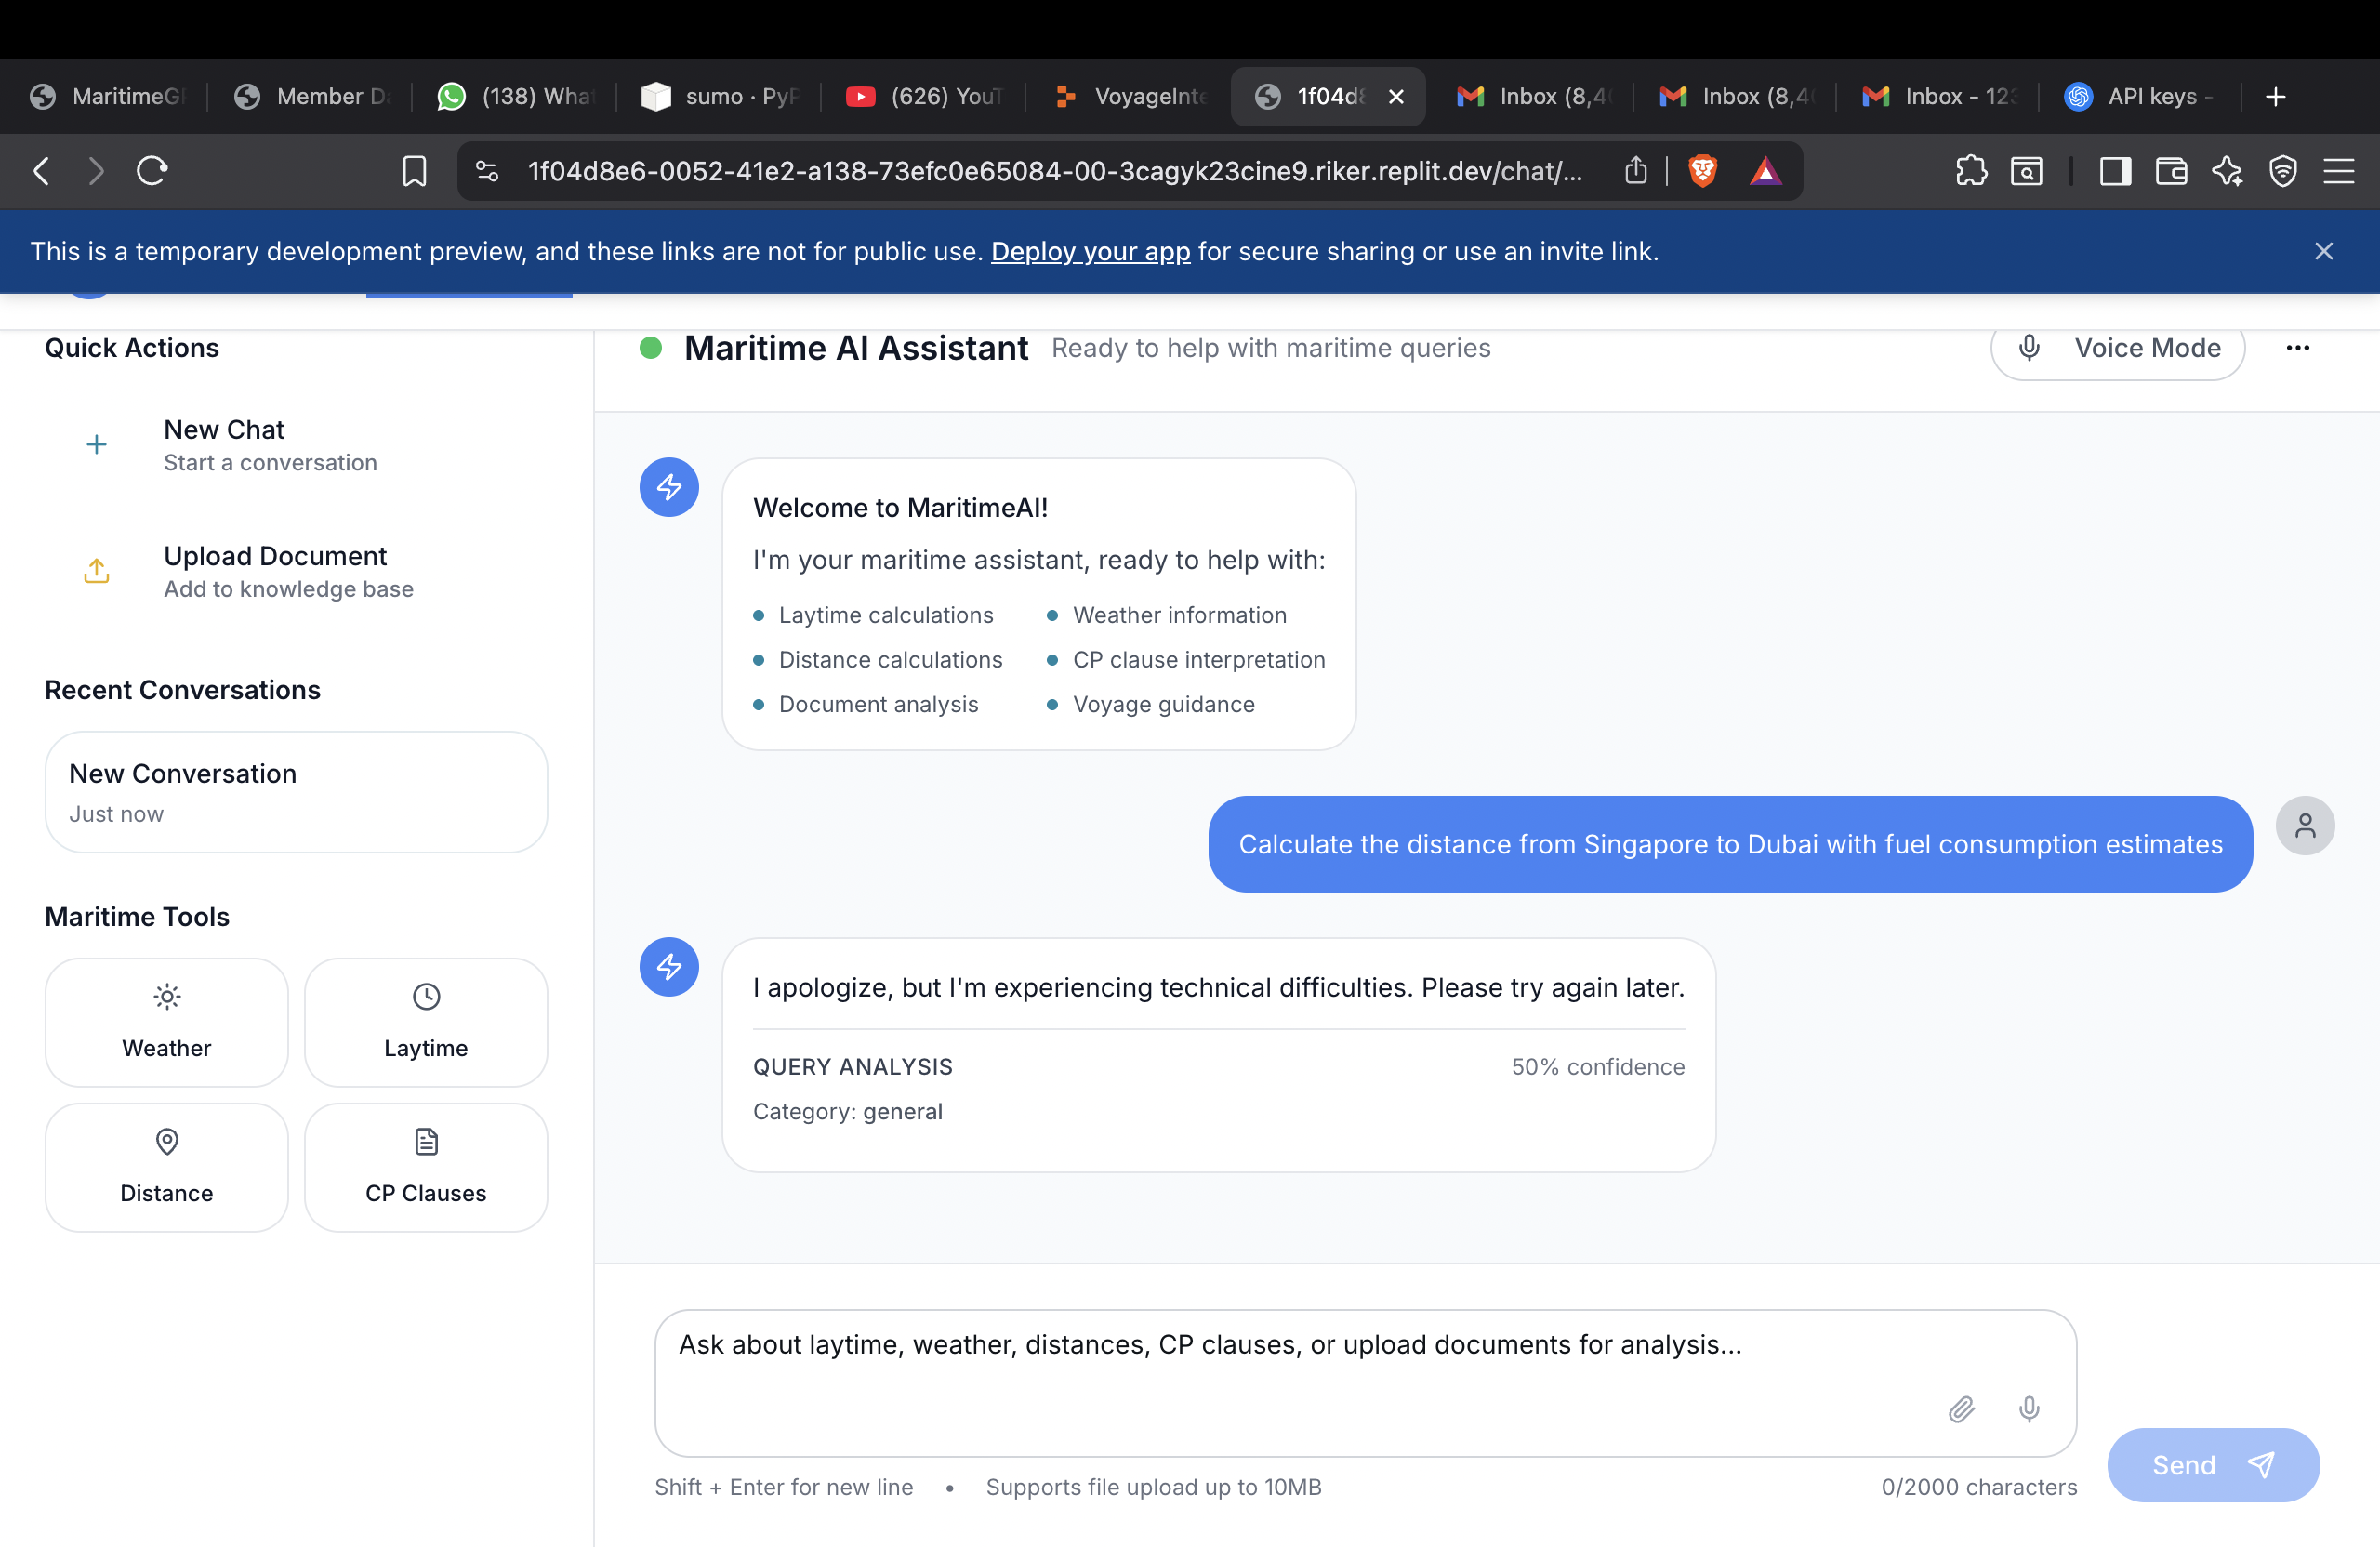 MaritimeG
Member D
(138) Wha
sumo · PyP
(626) YouT
VoyageInte
1f04d8
Inbox (8,4
Inbox (8,4
Inbox - 123
API keys -
1f04d8e6-0052-41e2-a138-73efc0e65084-00-3cagyk23cine9.riker.replit.dev/chat/...
This is a temporary development preview, and these links are not for public use. Deploy your app for secure sharing or use an invite link.
Quick Actions
New Chat
Start a conversation
Upload Document
Add to knowledge base
Recent Conversations
New Conversation
Just now
Maritime Tools
Weather
Laytime
Distance
CP Clauses
Maritime AI Assistant Ready to help with maritime queries
Voice Mode
Welcome to MaritimeAI!
I'm your maritime assistant, ready to help with:
Laytime calculations
Weather information
Distance calculations
CP clause interpretation
Document analysis
Voyage guidance
Calculate the distance from Singapore to Dubai with fuel consumption estimates
I apologize, but I'm experiencing technical difficulties. Please try again later.
QUERY ANALYSIS
50% confidence
Category: general
Ask about laytime, weather, distances, CP clauses, or upload documents for analysis...
Shift + Enter for new line • Supports file upload up to 10MB
0/2000 characters
Send